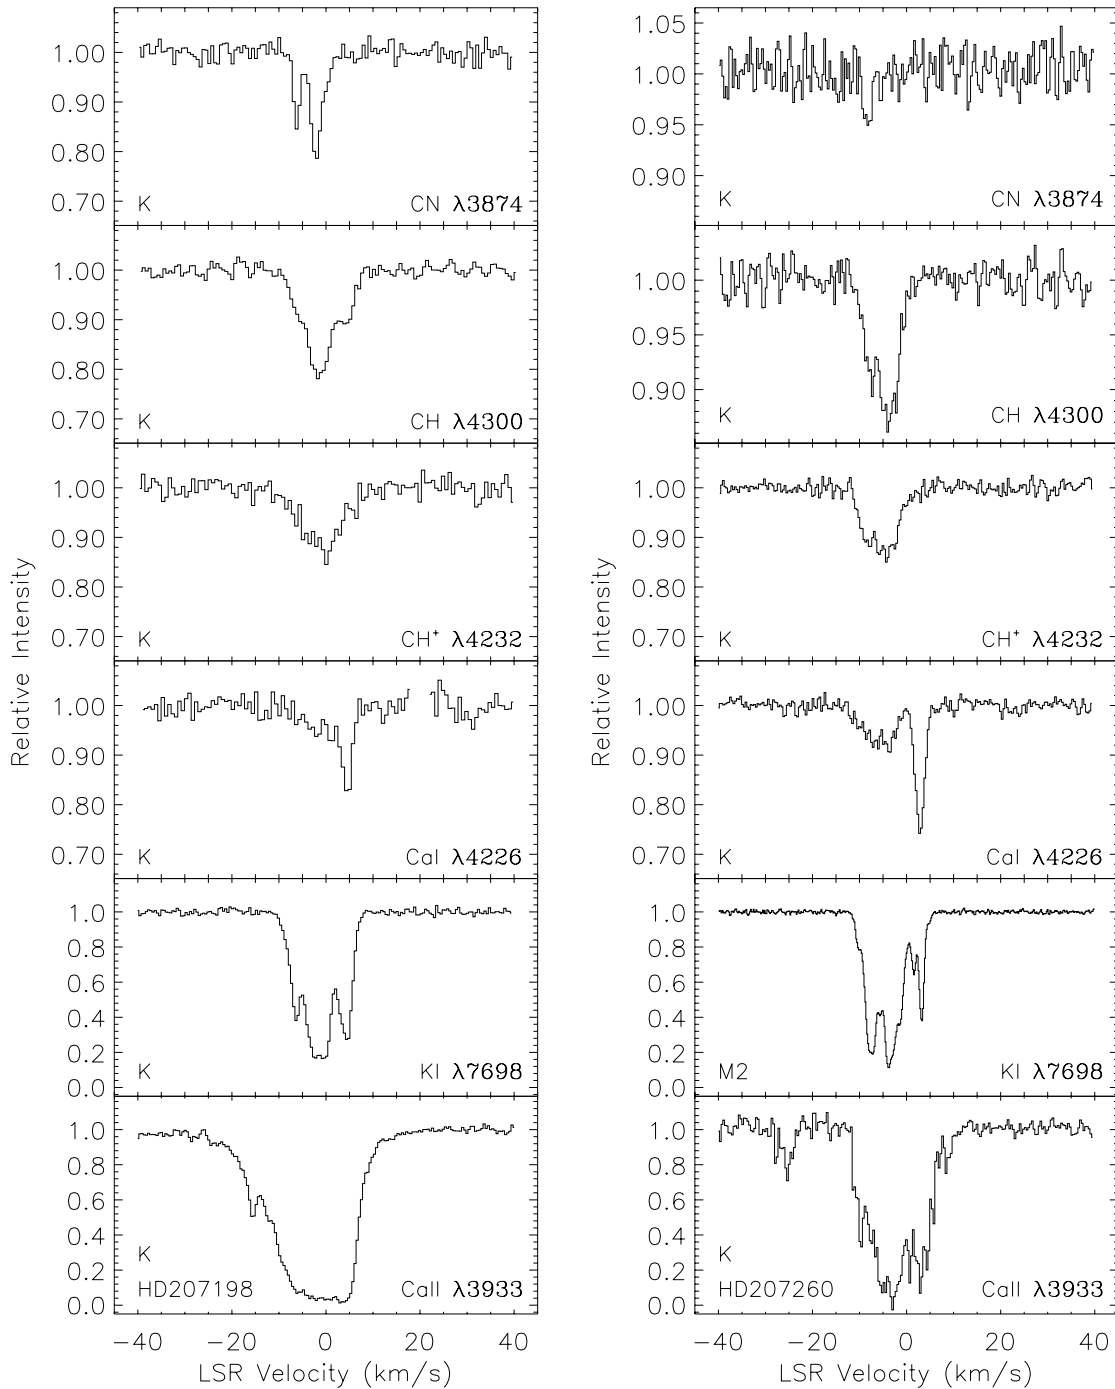 1.00
0.90
0.80
0.70
K CN λ3874
1.00
0.90
0.80
0.70
K CH λ4300
1.00
0.90
0.80
0.70
K CH⁺ λ4232
1.00
0.90
0.80
0.70
K CaI λ4226
1.0
0.8
0.6
0.4
0.2
0.0
K KI λ7698
1.0
0.8
0.6
0.4
0.2
0.0
K
HD207198 CaII λ3933
−40 −20 0 20 40
LSR Velocity (km/s)
Relative Intensity
1.05
1.00
0.95
0.90
K CN λ3874
1.00
0.95
0.90
K CH λ4300
1.00
0.90
0.80
0.70
K CH⁺ λ4232
1.00
0.90
0.80
0.70
K CaI λ4226
1.0
0.8
0.6
0.4
0.2
0.0
M2 KI λ7698
1.0
0.8
0.6
0.4
0.2
0.0
K
HD207260 CaII λ3933
−40 −20 0 20 40
LSR Velocity (km/s)
Relative Intensity